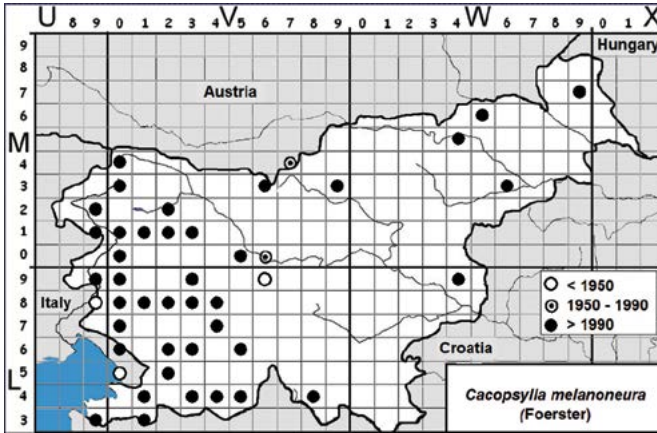 U 8 9 0 1 2 3 4 V 5 6 7 8 9 0 1 2 3 4 W 6 7 8 9 0 1 X
9
Hungary
8
Austria
7
6
M
4
3
2
1
0
9
< 1950
Italy
8
1950 - 1990
7
> 1990
6
Croatia
5
L
4
Cacopsylla melanoneura
(Foerster)
3